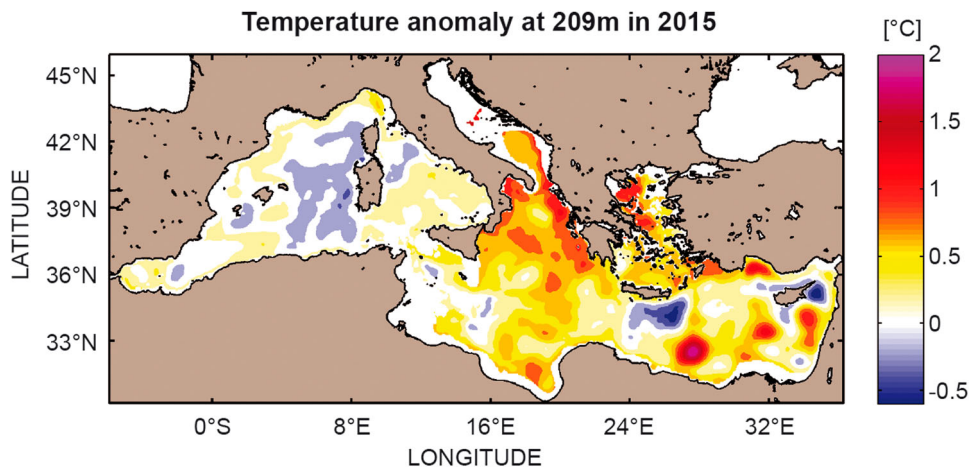 Temperature anomaly at 209m in 2015
[°C]
45°N
42°N
39°N
36°N
33°N
LATITUDE
0°S
8°E
16°E
24°E
32°E
LONGITUDE
2
1.5
1
0.5
0
-0.5